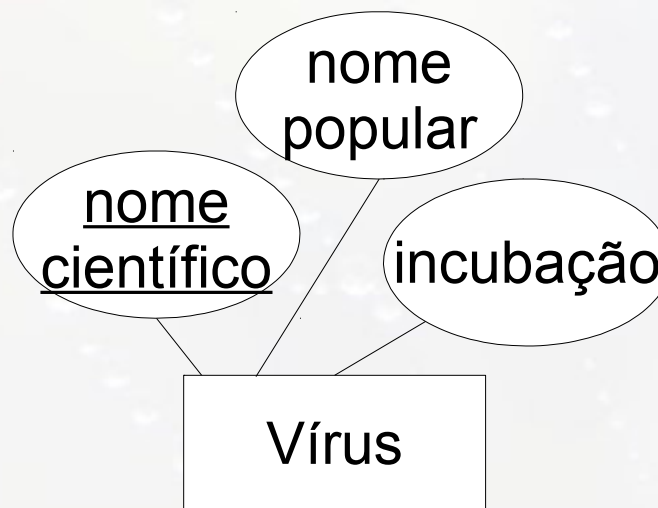 nome
popular
nome
científico
incubação
Vírus